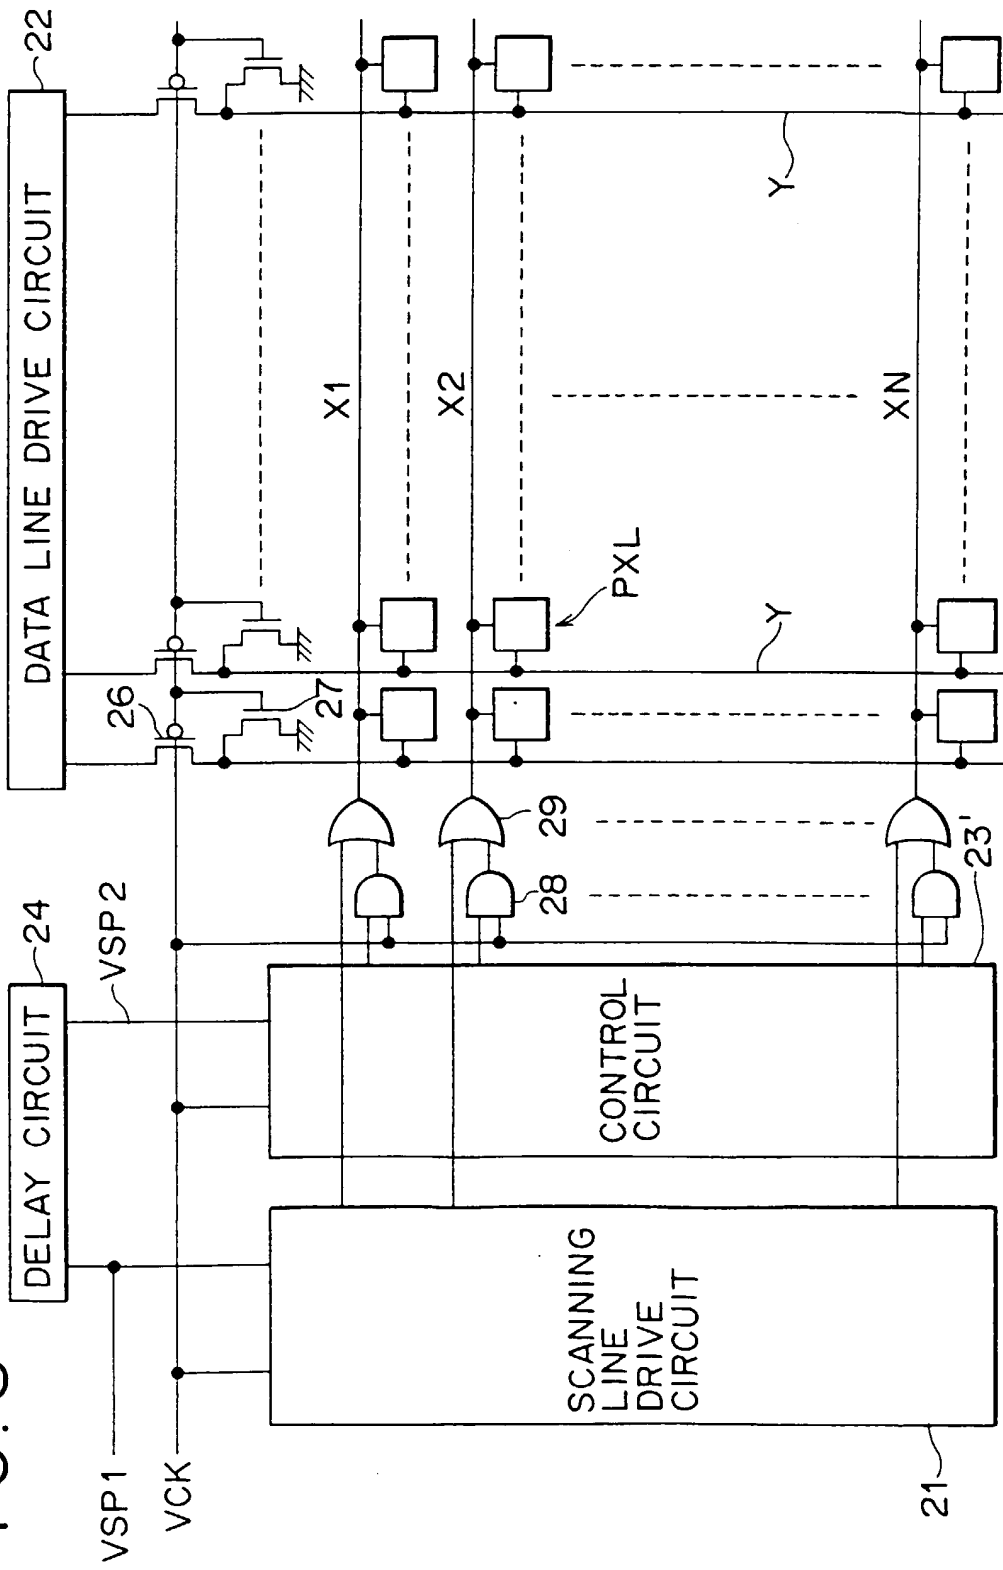 DATA LINE DRIVE CIRCUIT
22
DELAY CIRCUIT
24
VSP2
VSP1
VCK
26
27
X1
X2
XN
Y
Y
PXL
29
28
23'
CONTROL
CIRCUIT
SCANNING
LINE
DRIVE
CIRCUIT
21